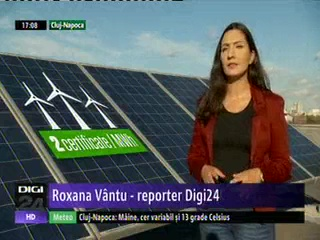 17:08 Cluj-Napoca
2 certificate / MWh
DIGI
24
HD
Roxana Vântu - reporter Digi24
Meteo Cluj-Napoca: Mâine, cer variabil şi 13 grade Celsius